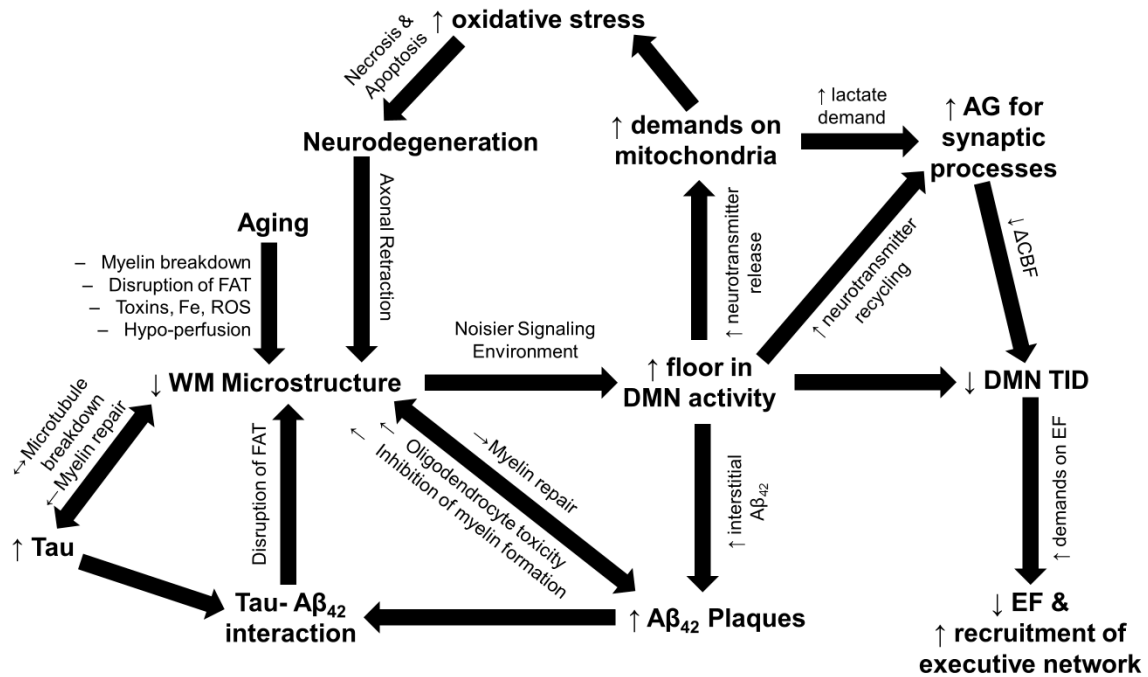 ↑ oxidative stress
Necrosis &
Apoptosis
Neurodegeneration
↑ demands on
mitochondria
↑ lactate
demand
↑ AG for
synaptic
processes
Axonal Retraction
Aging
– Myelin breakdown
– Disruption of FAT
– Toxins, Fe, ROS
– Hypo-perfusion
↑ neurotransmitter
release
↑ neurotransmitter
recycling
↓ ΔCBF
Noisier Signaling
Environment
↓ WM Microstructure
↑ floor in
DMN activity
↓ DMN TID
↔Microtubule
breakdown
←Myelin repair
Disruption of FAT
→Myelin repair
← Oligodendrocyte toxicity
← Inhibition of myelin formation
↑ interstitial
Aβ₄₂
↑ demands on EF
↑ Tau
Tau- Aβ₄₂
interaction
↑ Aβ₄₂ Plaques
↓ EF &
↑ recruitment of
executive network